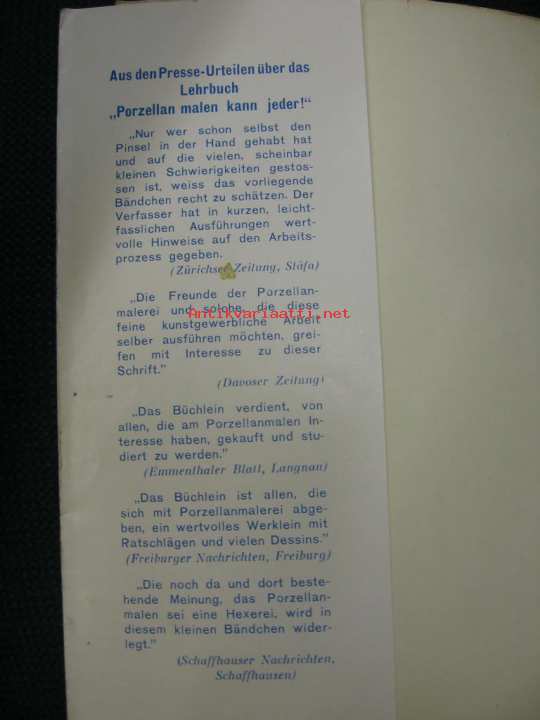 Aus den Presse-Urteilen über das
Lehrbuch
„Porzellan malen kann jeder!“
„Nur wer schon selbst den
Pinsel in der Hand gehabt hat
und auf die vielen, scheinbar
kleinen Schwierigkeiten gestos-
sen ist, weiss das vorliegende
Bändchen recht zu schätzen. Der
Verfasser hat in kurzen, leicht-
fasslichen Ausführungen wert-
volle Hinweise auf den Arbeits-
prozess gegeben.
(Zürichsee Zeitung, Stäfa)
„Die Freunde der Porzellan-
malerei und solche, die diese
Antikvariaatti.net
feine kunstgewerbliche Arbeit
selber ausführen möchten, grei-
fen mit Interesse zu dieser
Schrift.”
(Davoser Zeitung)
„Das Büchlein verdient, von
allen, die am Porzellanmalen In-
teresse haben, gekauft und stu-
diert zu werden.”
(Emmenthaler Blatt, Langnau)
„Das Büchlein ist allen, die
sich mit Porzellanmalerei abge-
ben, ein wertvolles Werklein mit
Ratschlägen und vielen Dessins.”
(Freiburger Nachrichten, Freiburg)
„Die noch da und dort beste-
hende Meinung, das Porzellan-
malen sei eine Hexerei, wird in
diesem kleinen Bändchen wider-
legt.”
(Schaffhauser Nachrichten,
Schaffhausen)